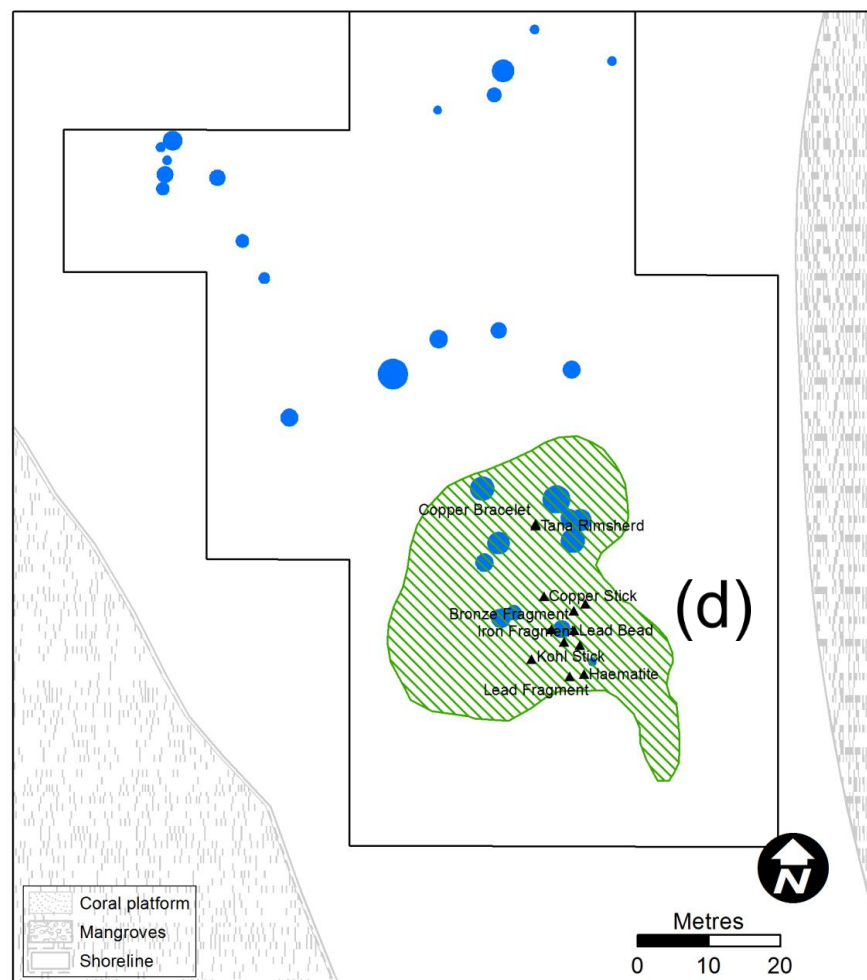 Copper Bracelet
Tana Rimsherd
Copper Stick
Bronze Fragment
Iron Fragment
Lead Bead
Kohl Stick
Haematite
Lead Fragment
(d)
N
Coral platform
Mangroves
Shoreline
Metres
0 10 20